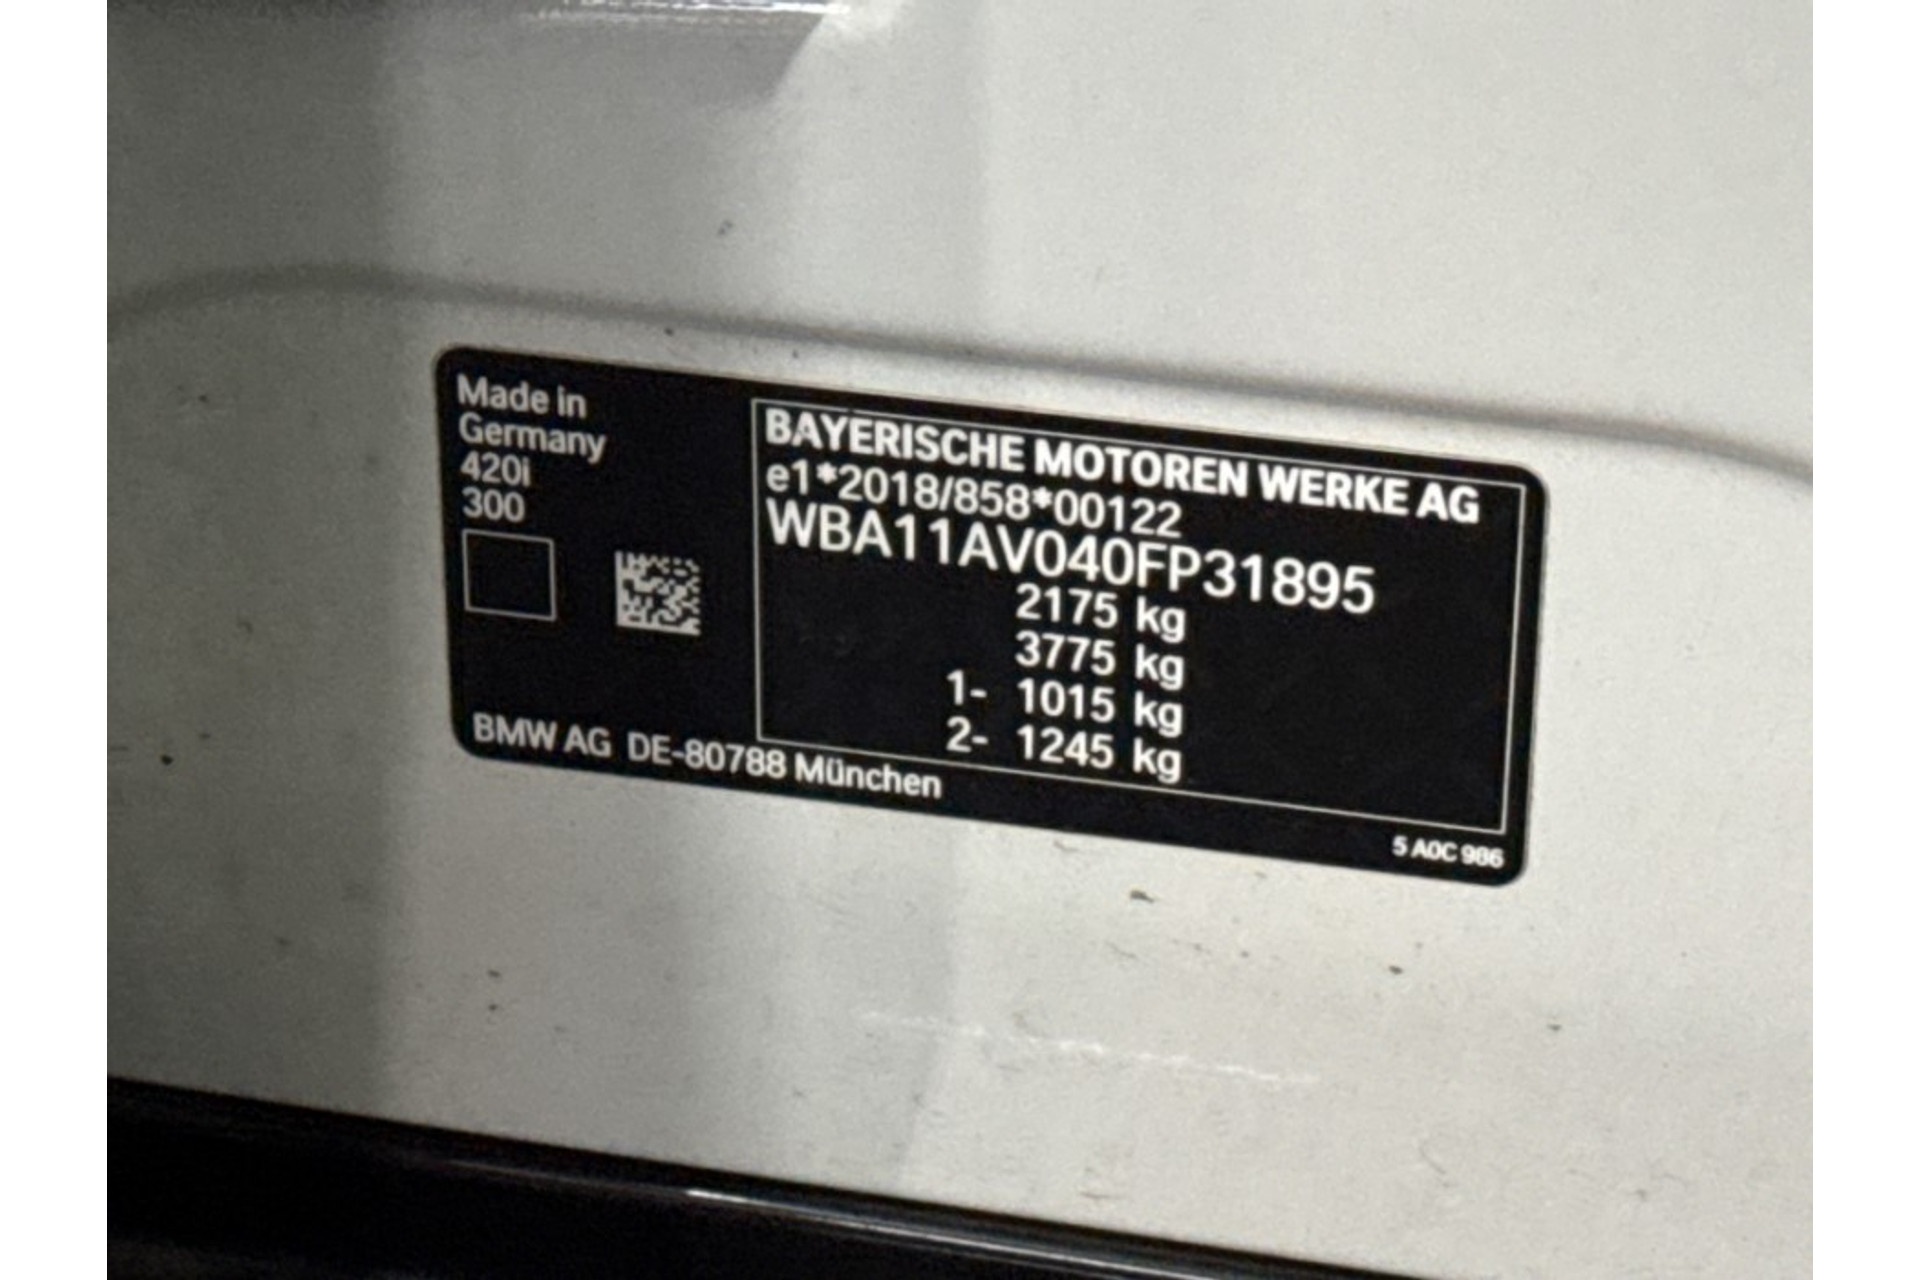 Made in
Germany
420i
300
BAYERISCHE MOTOREN WERKE AG
e1*2018/858*00122
WBA11AV040FP31895
2175 kg
3775 kg
1- 1015 kg
2- 1245 kg
BMW AG DE-80788 München
5 A0C 986